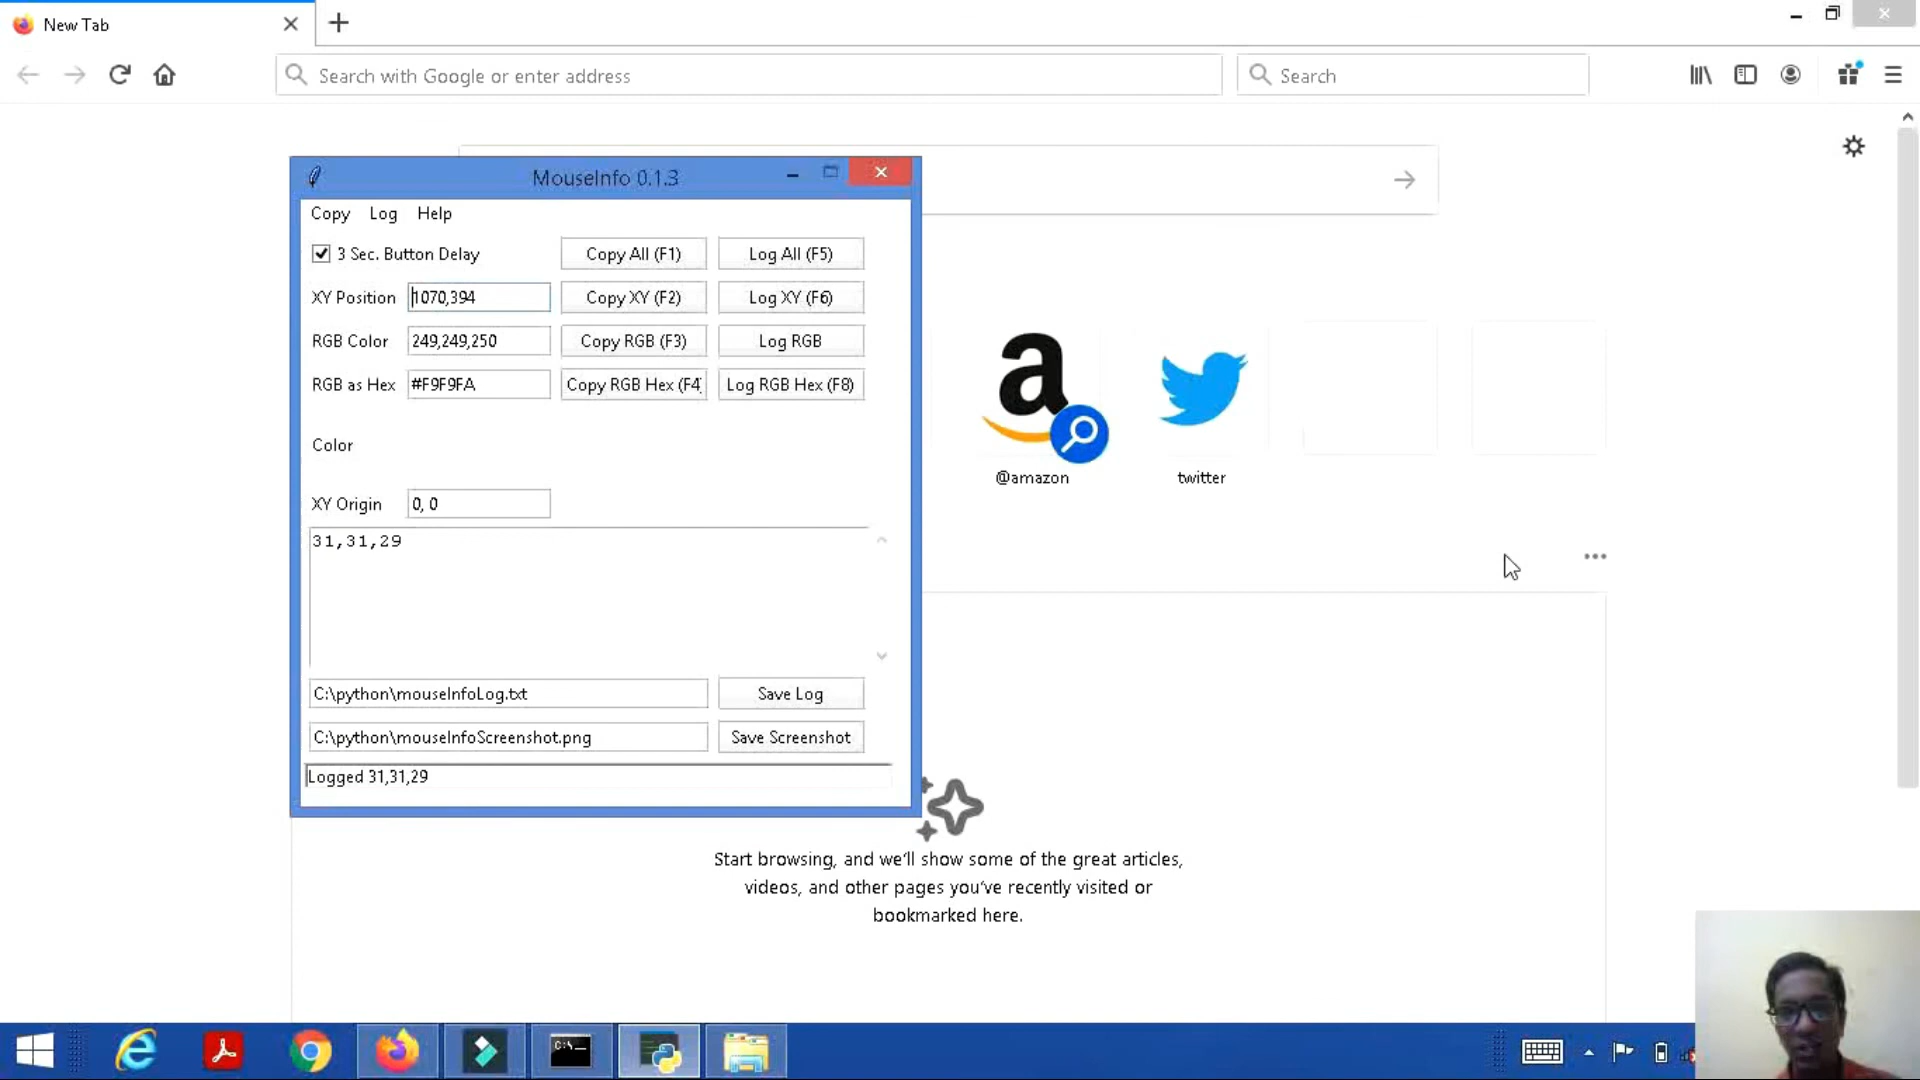 New Tab
Search with Google or enter address
Search
MouseInfo 0.1.3
Copy Log Help
3 Sec. Button Delay Copy All (F1) Log All (F5)
XY Position 1070,394 Copy XY (F2) Log XY (F6)
RGB Color 249,249,250 Copy RGB (F3) Log RGB
RGB as Hex #F9F9FA Copy RGB Hex (F4) Log RGB Hex (F8)
Color
XY Origin 0, 0
31,31,29
C:\python\mouseInfoLog.txt Save Log
C:\python\mouseInfoScreenshot.png Save Screenshot
Logged 31,31,29
a
@amazon
twitter
Start browsing, and we'll show some of the great articles,
videos, and other pages you've recently visited or
bookmarked here.
C:\